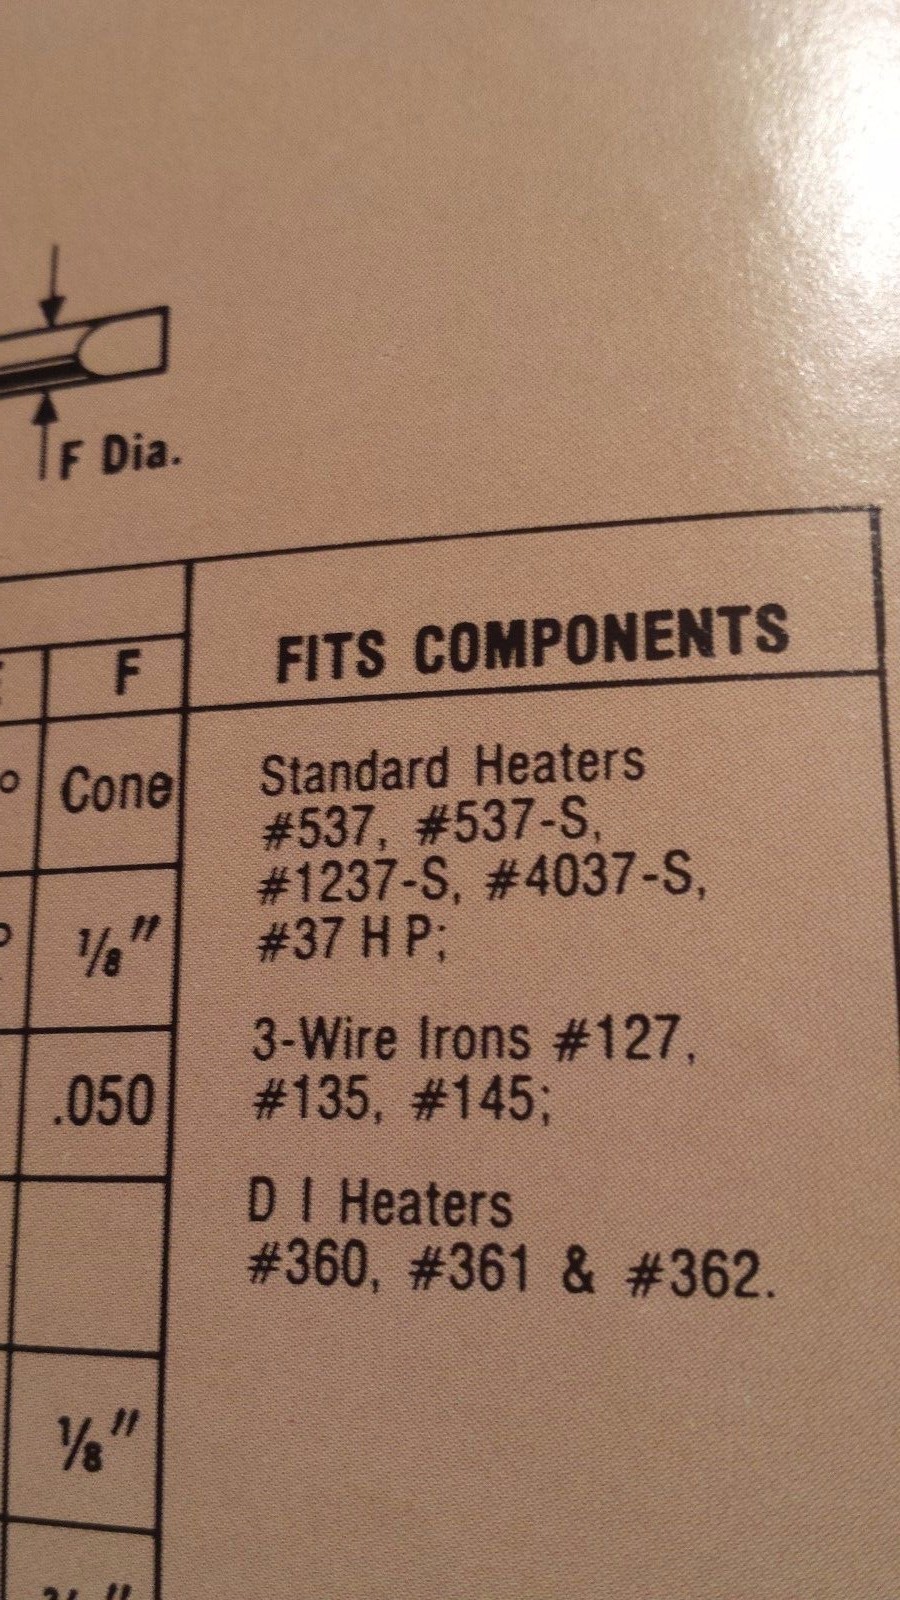 F Dia.
F
FITS COMPONENTS
Cone
1/8"
.050
1/8"
Standard Heaters
#537, #537-S,
#1237-S, #4037-S,
#37 H P;
3-Wire Irons #127,
#135, #145;
D I Heaters
#360, #361 & #362.